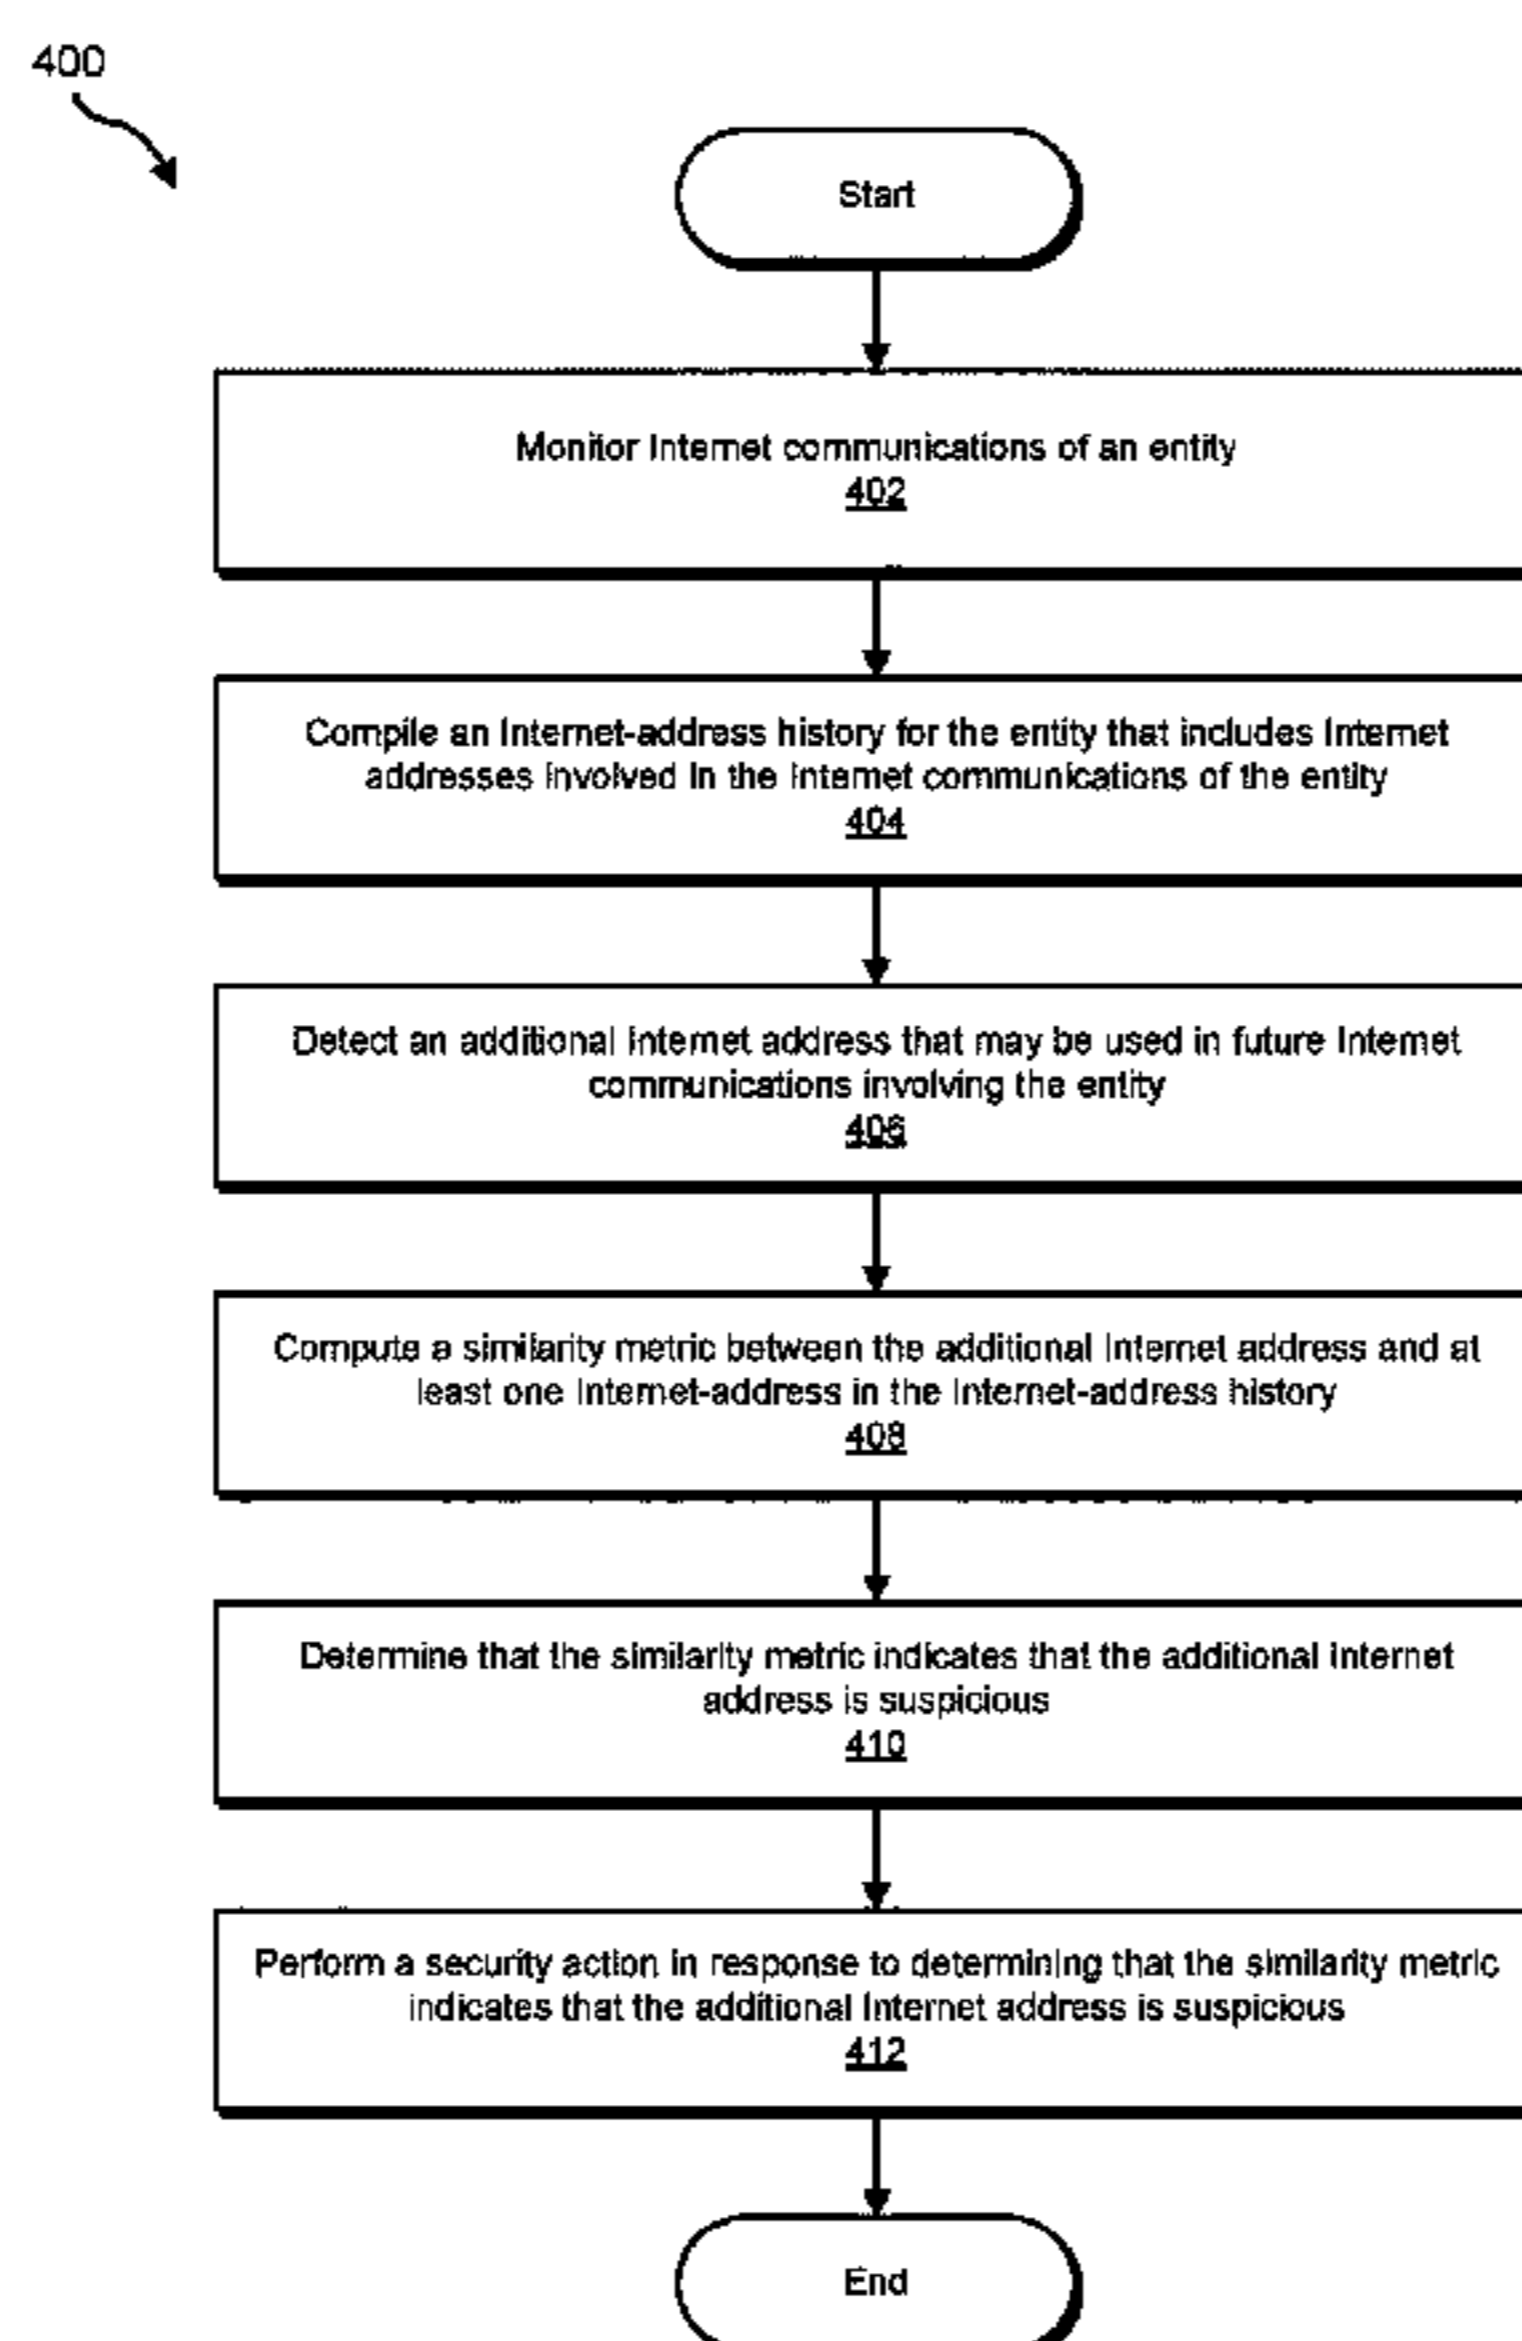 400
Start
Monitor Internet communications of an entity
402
Compile an Internet-address history for the entity that includes Internet
addresses involved in the Internet communications of the entity
404
Detect an additional Internet address that may be used in future Internet
communications involving the entity
406
Compute a similarity metric between the additional Internet address and at
least one Internet-address in the Internet-address history
408
Determine that the similarity metric indicates that the additional Internet
address is suspicious
410
Perform a security action in response to determining that the similarity metric
indicates that the additional Internet address is suspicious
412
End